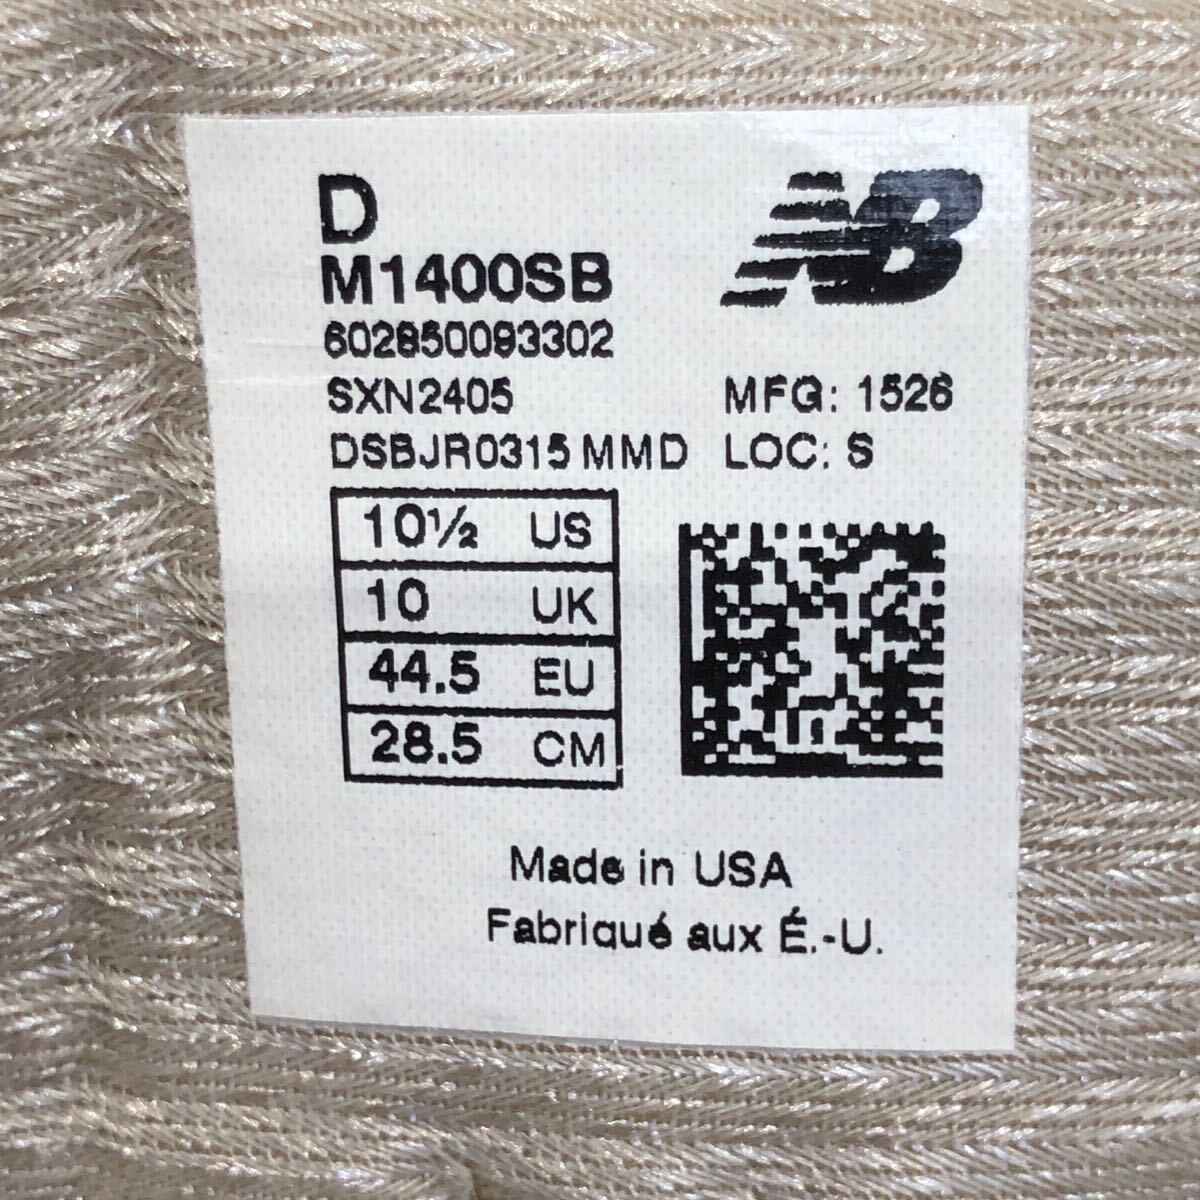 D
NB
M1400SB
602850093302
SXN2405
MFG: 1526
DSBJR0315 MMD
LOC: S
10½ US
10 UK
44.5 EU
28.5 CM
Made in USA
Fabriqué aux É.-U.